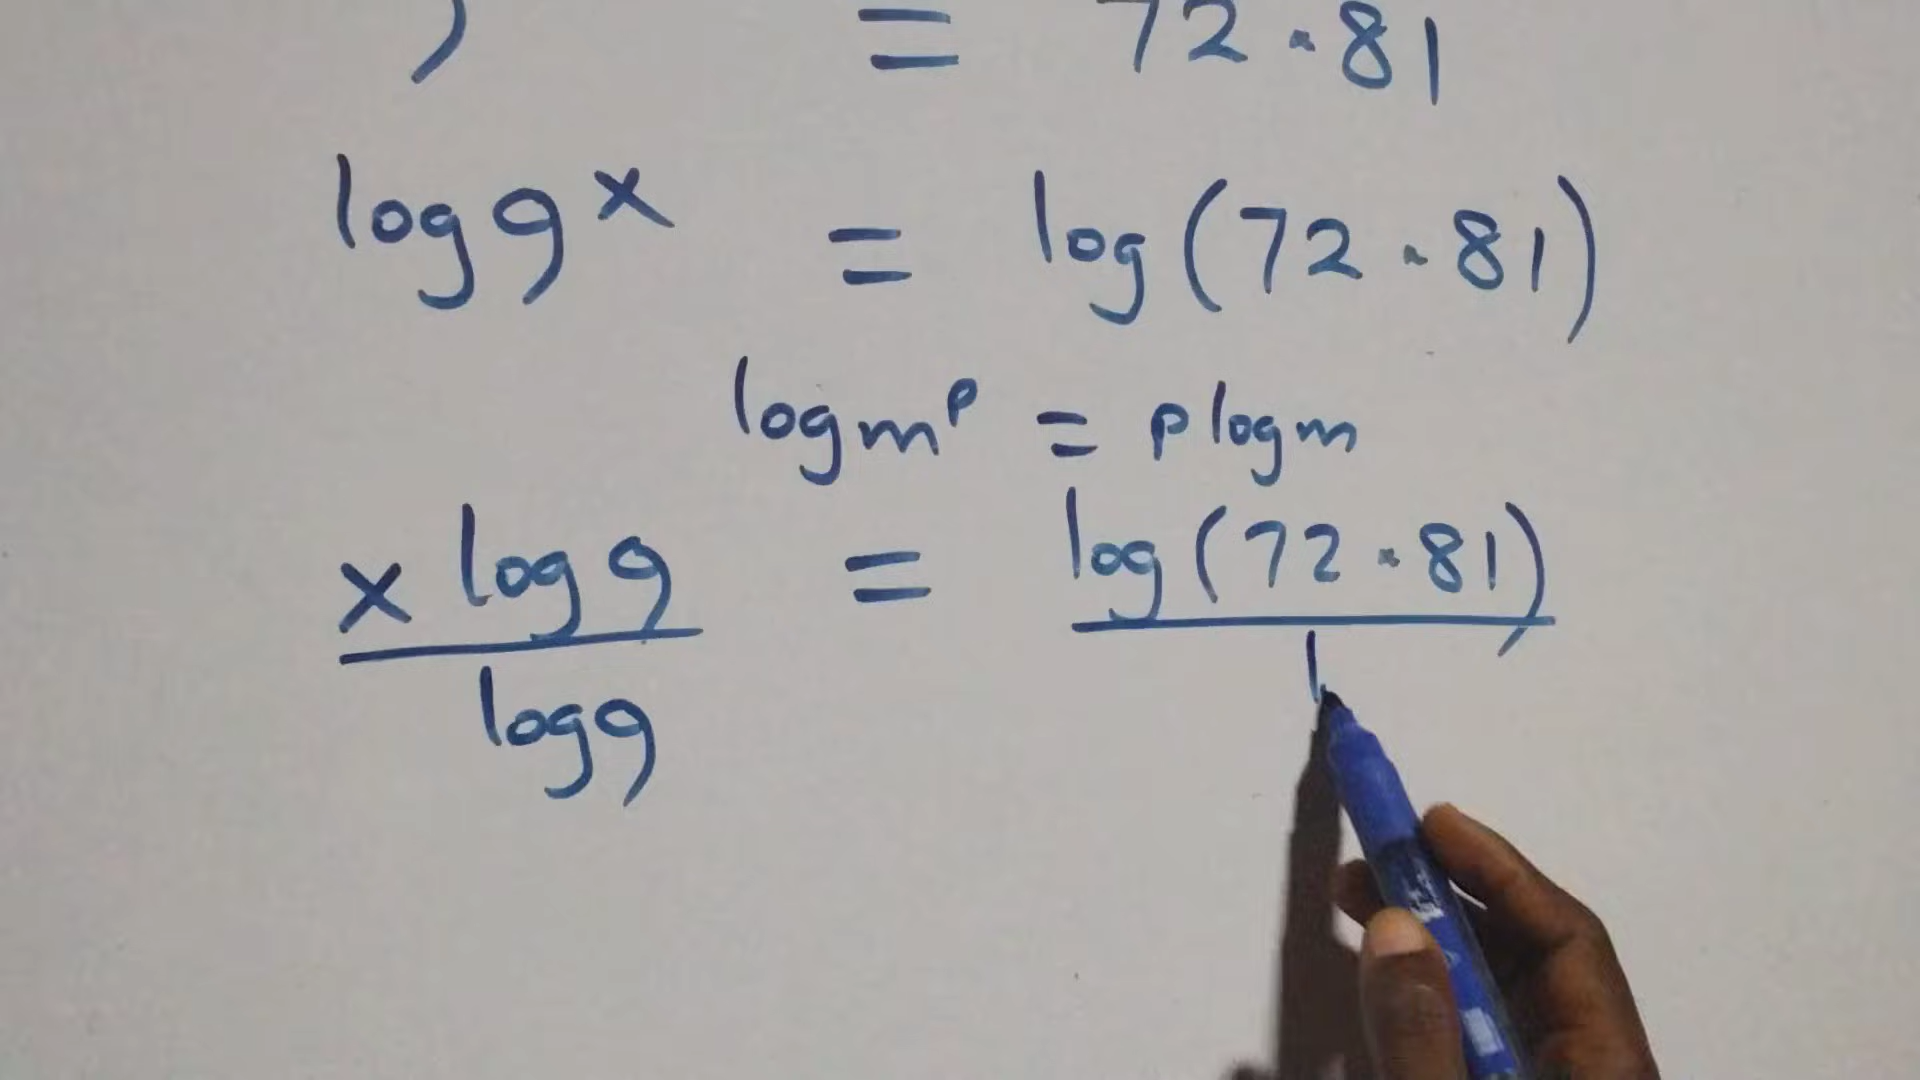 = 72.81
log 9^x = log(72.81)
log m^p = p log m
x log 9 / log 9 = log(72.81) / l